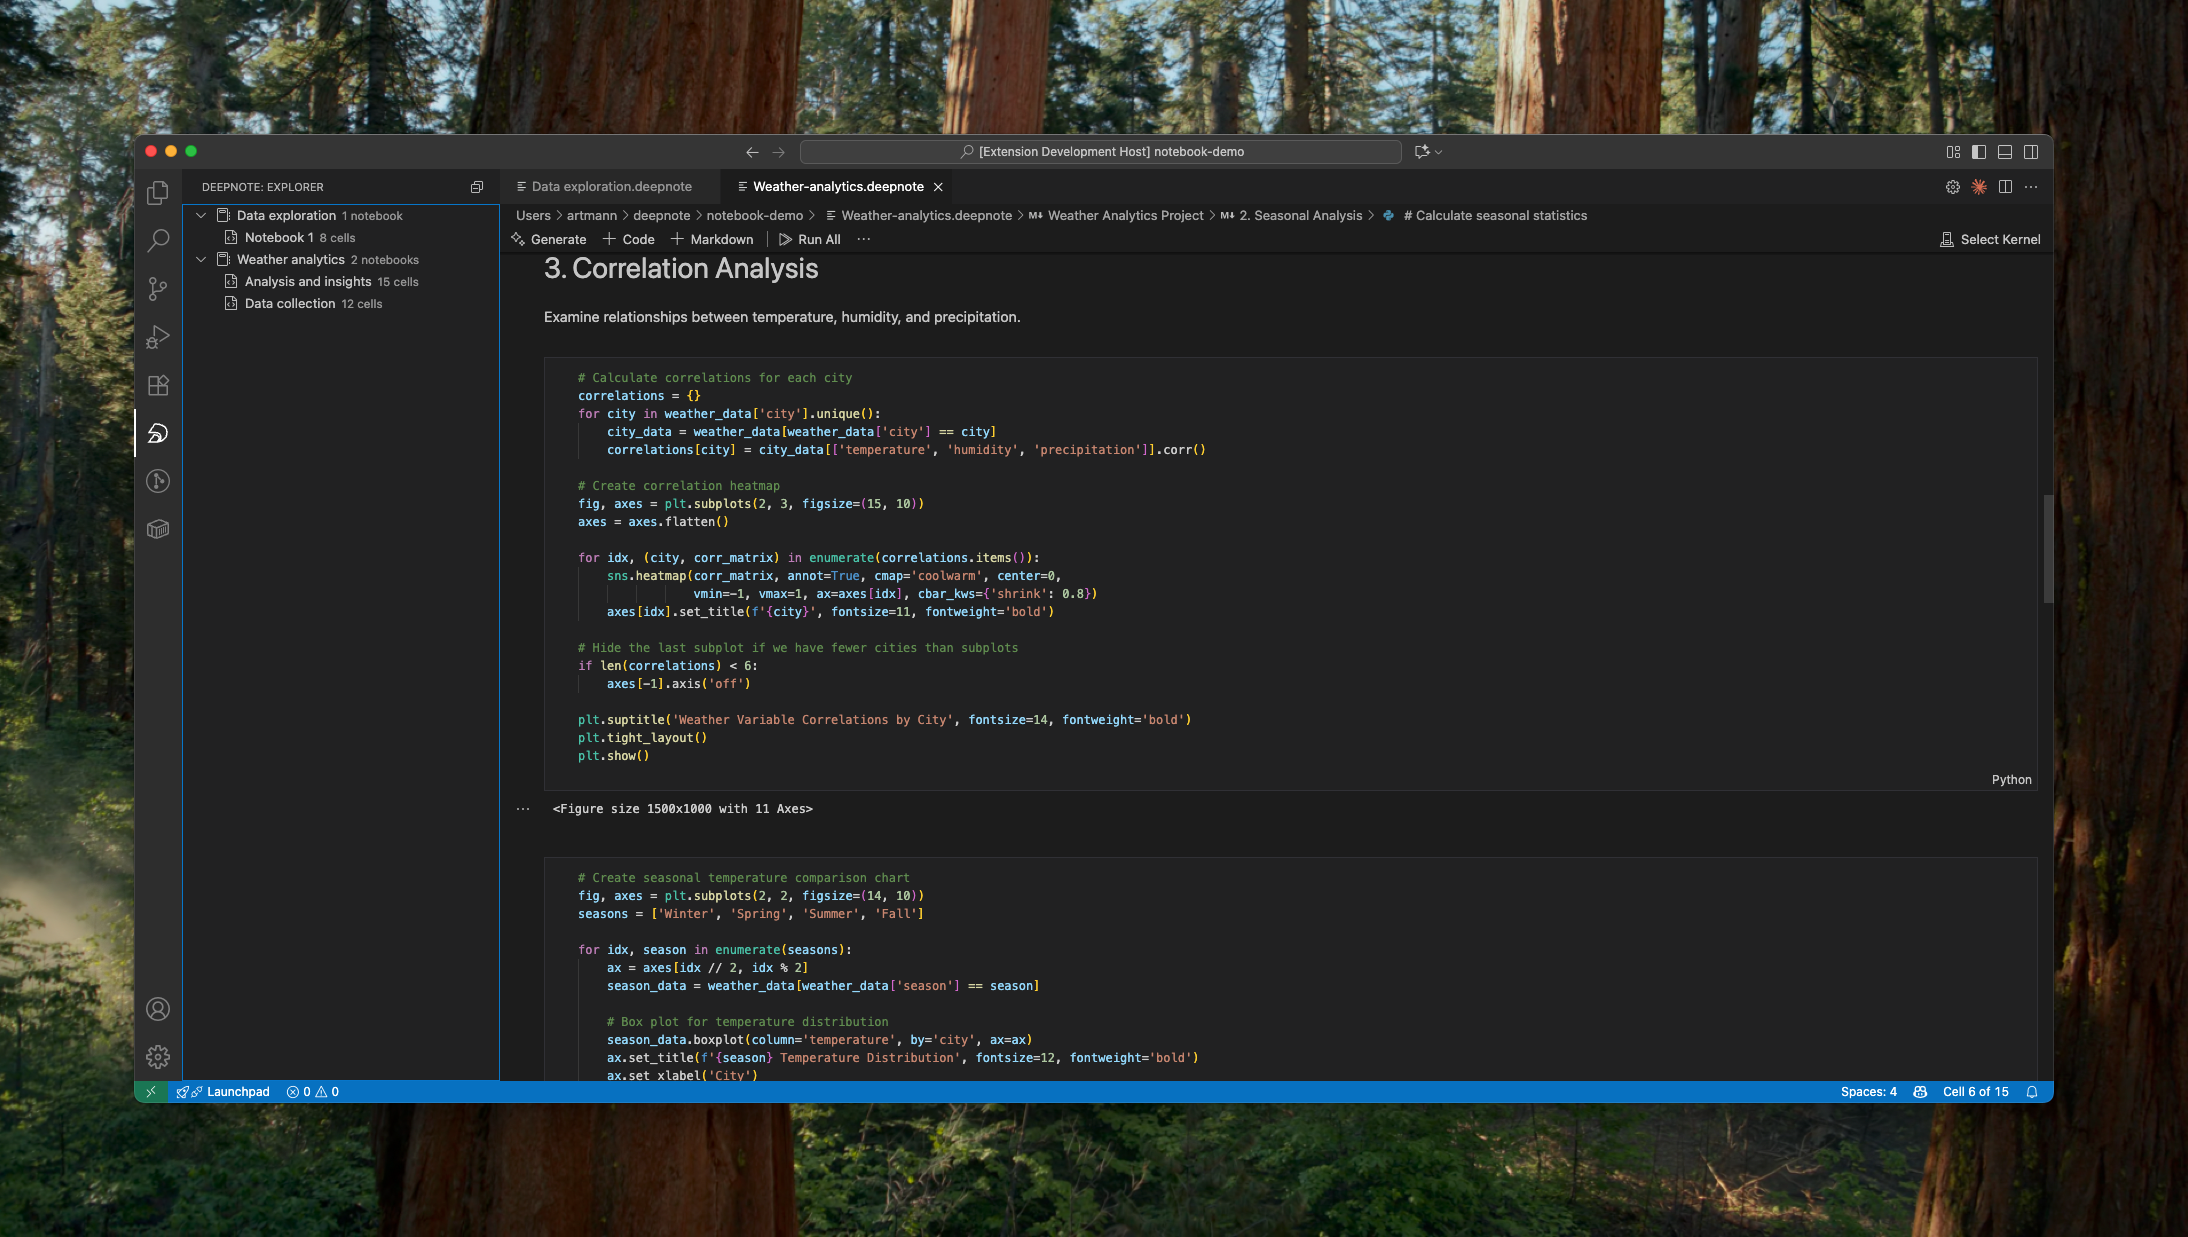 [Extension Development Host] notebook-demo
DEEPNOTE: EXPLORER
Data exploration 1 notebook
Notebook 1 8 cells
Weather analytics 2 notebooks
Analysis and insights 15 cells
Data collection 12 cells
Data exploration.deepnote
Weather-analytics.deepnote
Users > artmann > deepnote > notebook-demo > Weather-analytics.deepnote > M↓ Weather Analytics Project > M↓ 2. Seasonal Analysis > # Calculate seasonal statistics
Generate + Code + Markdown Run All ... Select Kernel
3. Correlation Analysis
Examine relationships between temperature, humidity, and precipitation.
# Calculate correlations for each city
correlations = {}
for city in weather_data['city'].unique():
    city_data = weather_data[weather_data['city'] == city]
    correlations[city] = city_data[['temperature', 'humidity', 'precipitation']].corr()
# Create correlation heatmap
fig, axes = plt.subplots(2, 3, figsize=(15, 10))
axes = axes.flatten()
for idx, (city, corr_matrix) in enumerate(correlations.items()):
    sns.heatmap(corr_matrix, annot=True, cmap='coolwarm', center=0,
                vmin=-1, vmax=1, ax=axes[idx], cbar_kws={'shrink': 0.8})
    axes[idx].set_title(f'{city}', fontsize=11, fontweight='bold')
# Hide the last subplot if we have fewer cities than subplots
if len(correlations) < 6:
    axes[-1].axis('off')
plt.suptitle('Weather Variable Correlations by City', fontsize=14, fontweight='bold')
plt.tight_layout()
plt.show()
Python
... <Figure size 1500x1000 with 11 Axes>
# Create seasonal temperature comparison chart
fig, axes = plt.subplots(2, 2, figsize=(14, 10))
seasons = ['Winter', 'Spring', 'Summer', 'Fall']
for idx, season in enumerate(seasons):
    ax = axes[idx // 2, idx % 2]
    season_data = weather_data[weather_data['season'] == season]
    # Box plot for temperature distribution
    season_data.boxplot(column='temperature', by='city', ax=ax)
    ax.set_title(f'{season} Temperature Distribution', fontsize=12, fontweight='bold')
    ax.set_xlabel('City')
Launchpad 0 0
Spaces: 4 Cell 6 of 15